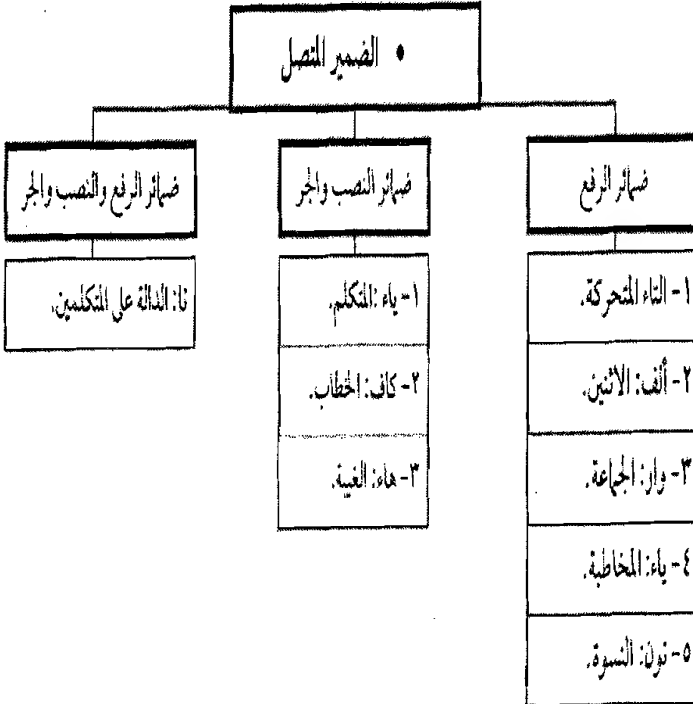 • الضمير المتصل
ضمائر الرفع
١- التاء المتحركة.
٢- ألف: الاثنين.
٣- واو: الجماعة.
٤- ياء: المخاطبة.
٥- نون: النسوة.
ضمائر النصب والجر
١- ياء: المتكلم.
٢- كاف: الخطاب.
٣- هاء: الغيبة.
ضمائر الرفع والنصب والجر
نا: الدالة على المتكلمين.